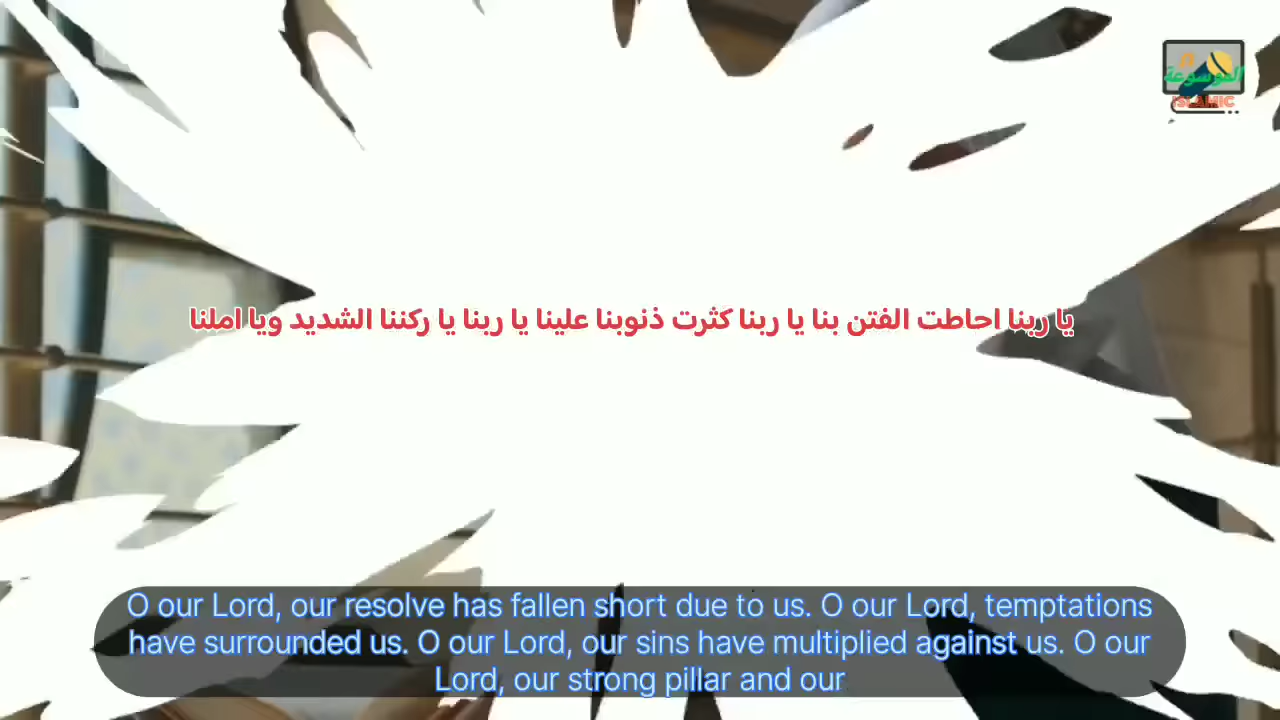 الموسوعة
ISLAMIC
يا ربنا احاطت الفتن بنا يا ربنا كثرت ذنوبنا علينا يا ربنا يا ركننا الشديد ويا املنا
O our Lord, our resolve has fallen short due to us. O our Lord, temptations
have surrounded us. O our Lord, our sins have multiplied against us. O our
Lord, our strong pillar and our